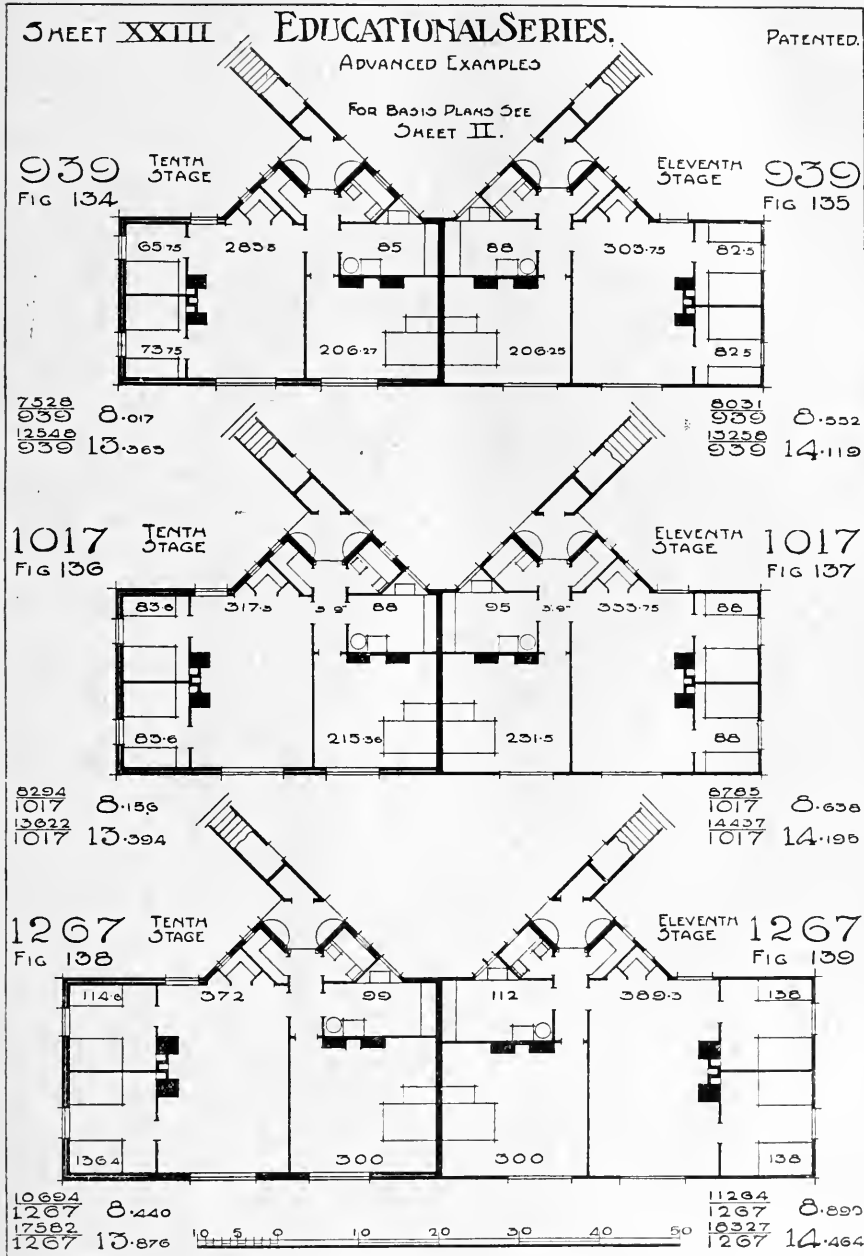 SHEET XXIII EDUCATIONAL SERIES. PATENTED.
ADVANCED EXAMPLES
FOR BASIS PLANS SEE
SHEET II.
939 TENTH STAGE
FIG 134
ELEVENTH STAGE 939
FIG 135
65.75 283.5 85 88 303.75 82.5
73.75 206.27 206.25 82.5
7528
939 8.017
12548
939 13.363
8031
939 8.552
13258
939 14.119
1017 TENTH STAGE
FIG 136
ELEVENTH STAGE 1017
FIG 137
83.6 317.5 3'.9" 88 95 3'.9" 333.75 88
83.6 215.36 231.5 88
8294
1017 8.156
13622
1017 13.394
8785
1017 8.638
14437
1017 14.195
1267 TENTH STAGE
FIG 138
ELEVENTH STAGE 1267
FIG 139
114.6 372 99 112 389.3 138
136.4 300 300 138
10694
1267 8.440
17582
1267 13.876
10 5 0 10 20 30 40 50
11264
1267 8.890
18327
1267 14.464